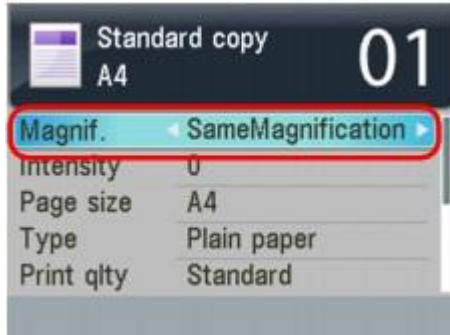 Standard copy
A4
01
Magnif. SameMagnification
Intensity 0
Page size A4
Type Plain paper
Print qlty Standard